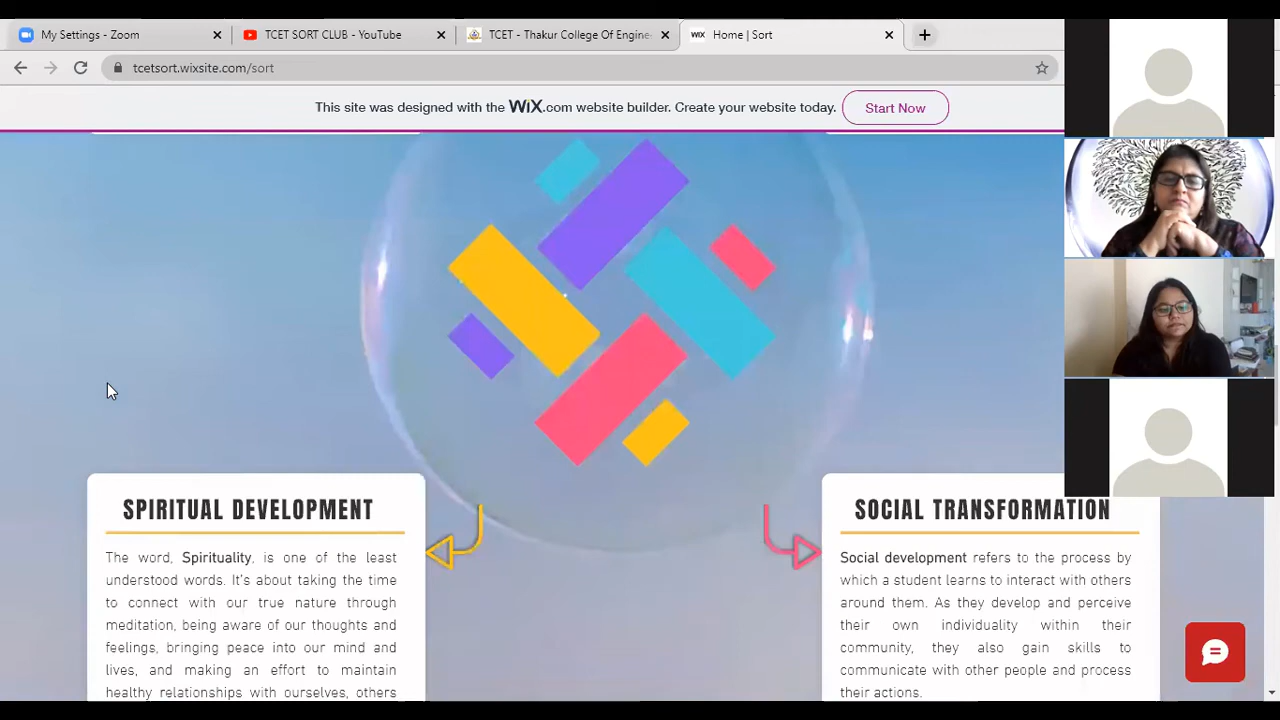 My Settings - Zoom
TCET SORT CLUB - YouTube
TCET - Thakur College Of Engine
WiX Home | Sort
tcetsort.wixsite.com/sort
This site was designed with the WiX.com website builder. Create your website today. Start Now
SPIRITUAL DEVELOPMENT
The word, Spirituality, is one of the least
understood words. It's about taking the time
to connect with our true nature through
meditation, being aware of our thoughts and
feelings, bringing peace into our mind and
lives, and making an effort to maintain
healthy relationships with ourselves, others
SOCIAL TRANSFORMATION
Social development refers to the process by
which a student learns to interact with others
around them. As they develop and perceive
their own individuality within their
community, they also gain skills to
communicate with other people and process
their actions.